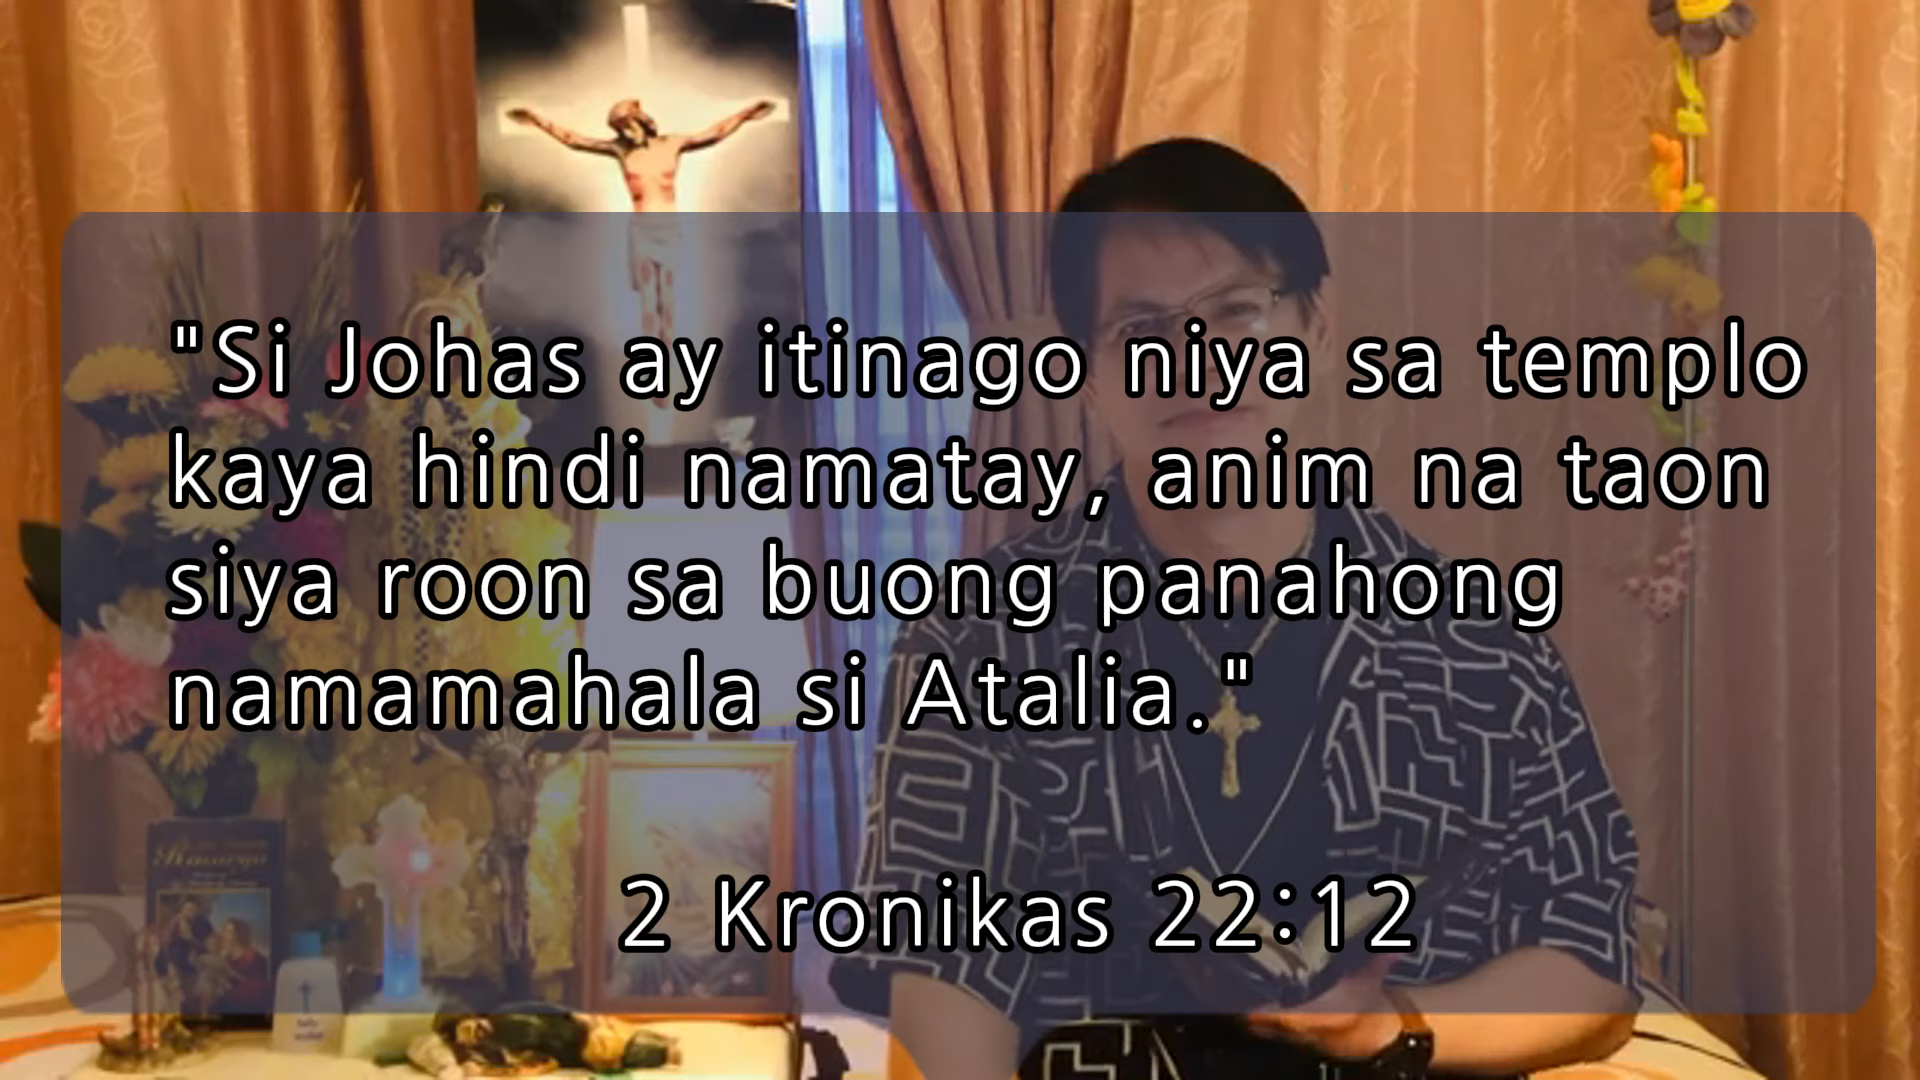 "Si Johas ay itinago niya sa templo
kaya hindi namatay, anim na taon
siya roon sa buong panahong
namamahala si Atalia."
2 Kronikas 22:12